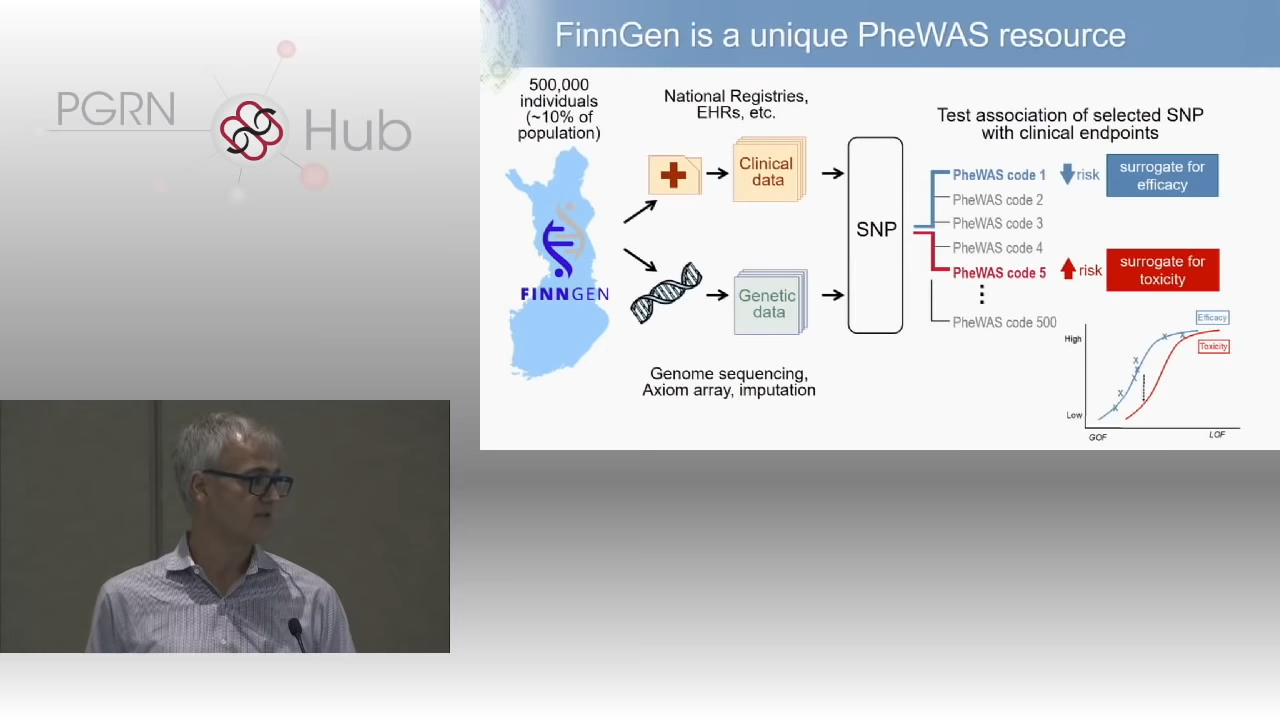 PGRN
Hub
FinnGen is a unique PheWAS resource
500,000
individuals
(~10% of
population)
FINNGEN
National Registries,
EHRs, etc.
Clinical
data
Genetic
data
Genome sequencing,
Axiom array, imputation
SNP
Test association of selected SNP
with clinical endpoints
PheWAS code 1
risk
surrogate for
efficacy
PheWAS code 2
PheWAS code 3
PheWAS code 4
PheWAS code 5
risk
surrogate for
toxicity
PheWAS code 500
High
Low
Efficacy
Toxicity
GOF
LOF